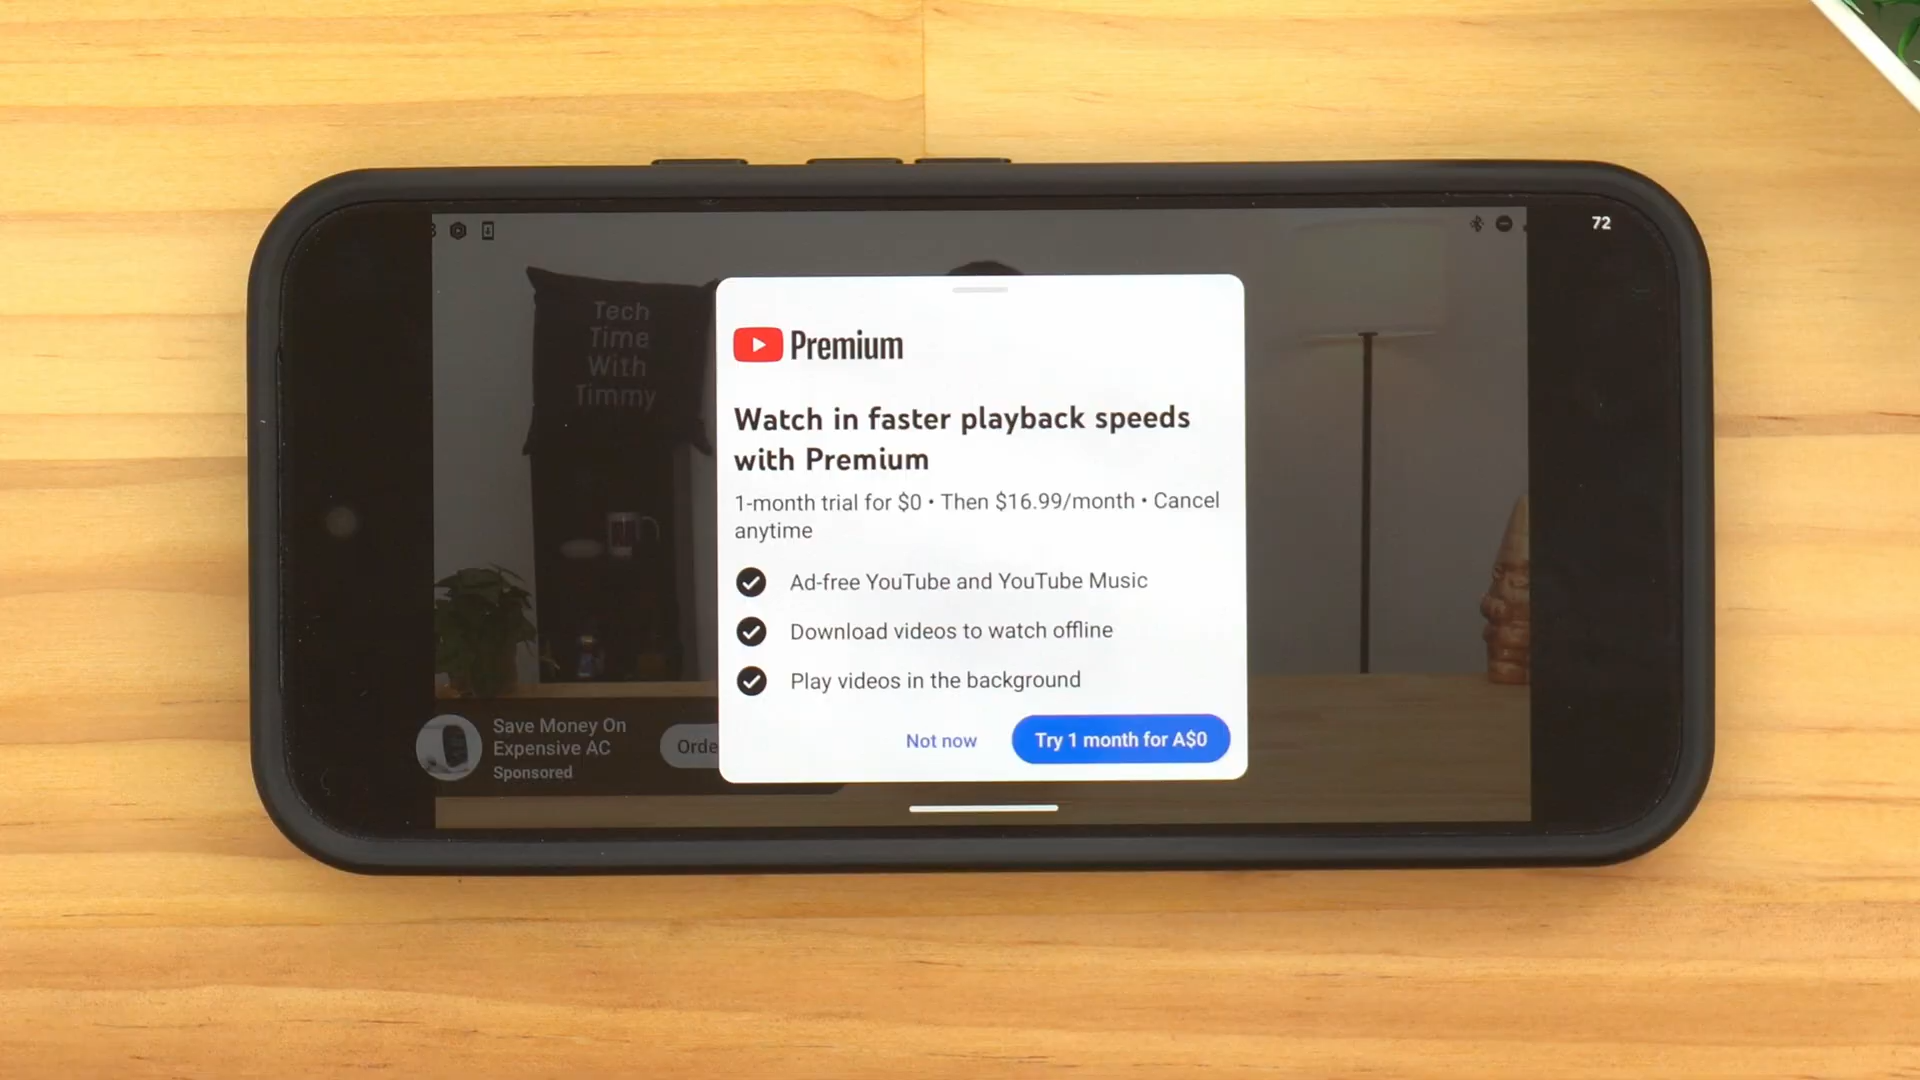 72
Tech
Time
With
Timmy
Premium
Watch in faster playback speeds
with Premium
1-month trial for $0 • Then $16.99/month • Cancel
anytime
Ad-free YouTube and YouTube Music
Download videos to watch offline
Play videos in the background
Save Money On
Expensive AC
Sponsored
Orde
Not now
Try 1 month for A$0